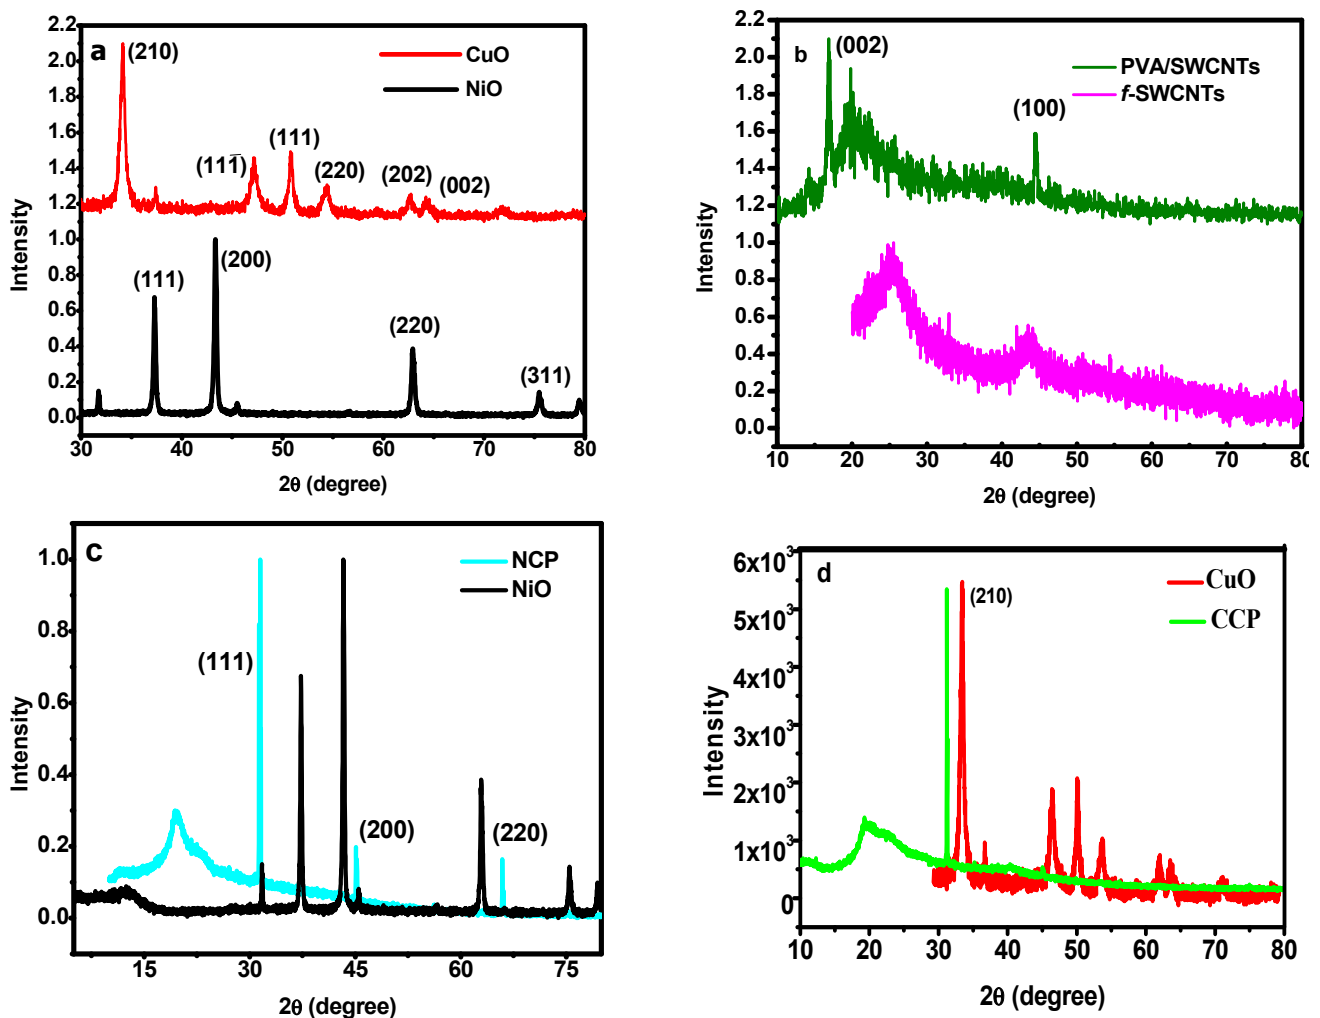 a
CuO
NiO
(210)
(111̅)
(111)
(220)
(202)
(002)
(111)
(200)
(220)
(311)
2.2
2.0
1.8
1.6
1.4
1.2
1.0
0.8
0.6
0.4
0.2
0.0
Intensity
30 40 50 60 70 80
2θ (degree)
b
PVA/SWCNTs
f-SWCNTs
(002)
(100)
2.2
2.0
1.8
1.6
1.4
1.2
1.0
0.8
0.6
0.4
0.2
0.0
Intensity
10 20 30 40 50 60 70 80
2θ (degree)
c
NCP
NiO
(111)
(200)
(220)
1.0
0.8
0.6
0.4
0.2
0.0
Intensity
15 30 45 60 75
2θ (degree)
d
CuO
CCP
(210)
6x10³
5x10³
4x10³
3x10³
2x10³
1x10³
0
Intensity
10 20 30 40 50 60 70 80
2θ (degree)